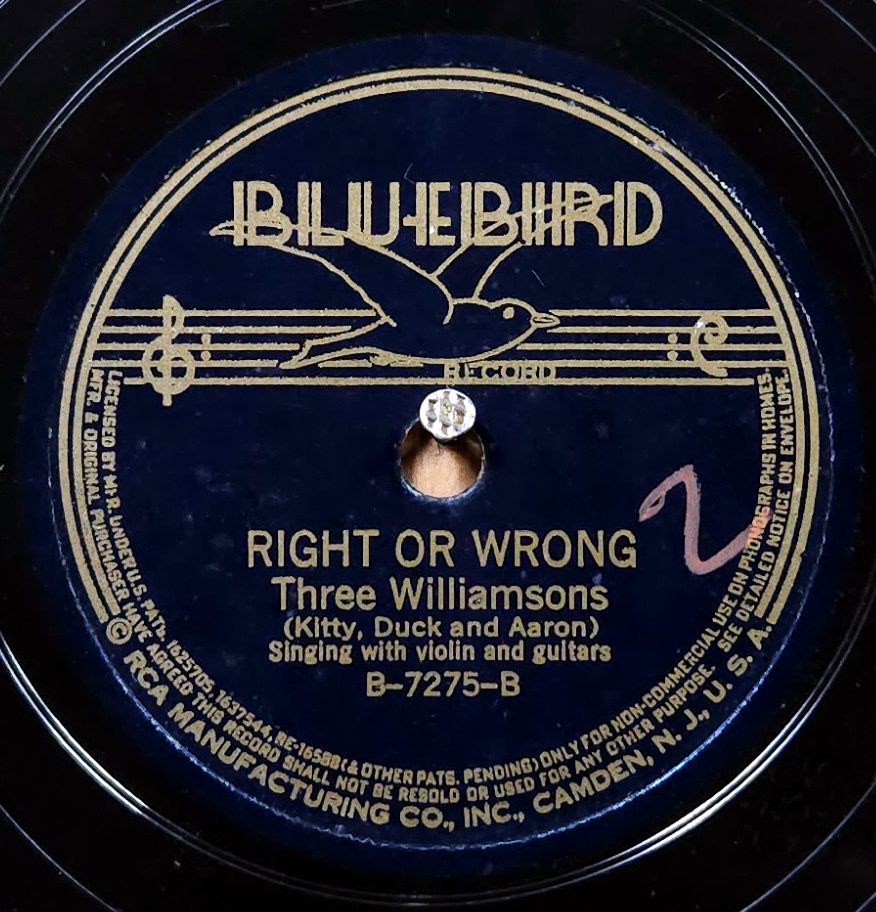 BLUEBIRD
RECORD
RIGHT OR WRONG
Three Williamsons
(Kitty, Duck and Aaron)
Singing with violin and guitars
B-7275-B
2
LICENSED BY MFR. UNDER U.S. PATS. 1625705, 1637544, RE-16588 (& OTHER PATS. PENDING) ONLY FOR NON-COMMERCIAL USE ON PHONOGRAPHS IN HOMES.
MFR. & ORIGINAL PURCHASER HAVE AGREED THIS RECORD SHALL NOT BE RESOLD OR USED FOR ANY OTHER PURPOSE. SEE DETAILED NOTICE ON ENVELOPE.
© RCA MANUFACTURING CO., INC., CAMDEN, N. J., U. S. A.